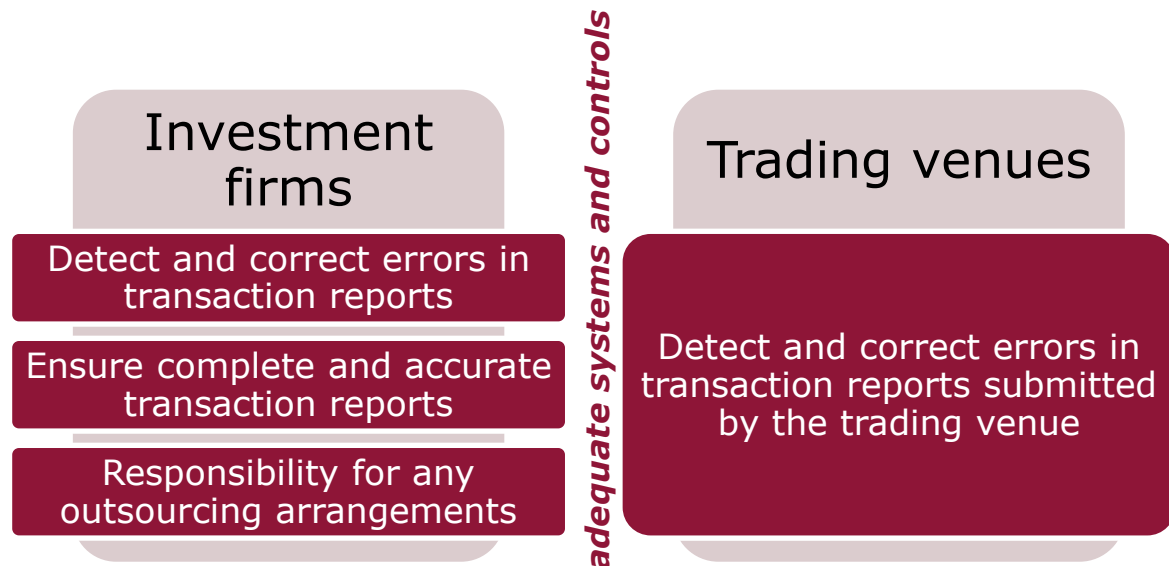 Investment
firms
Detect and correct errors in
transaction reports
Ensure complete and accurate
transaction reports
Responsibility for any
outsourcing arrangements
adequate systems and controls
Trading venues
Detect and correct errors in
transaction reports submitted
by the trading venue